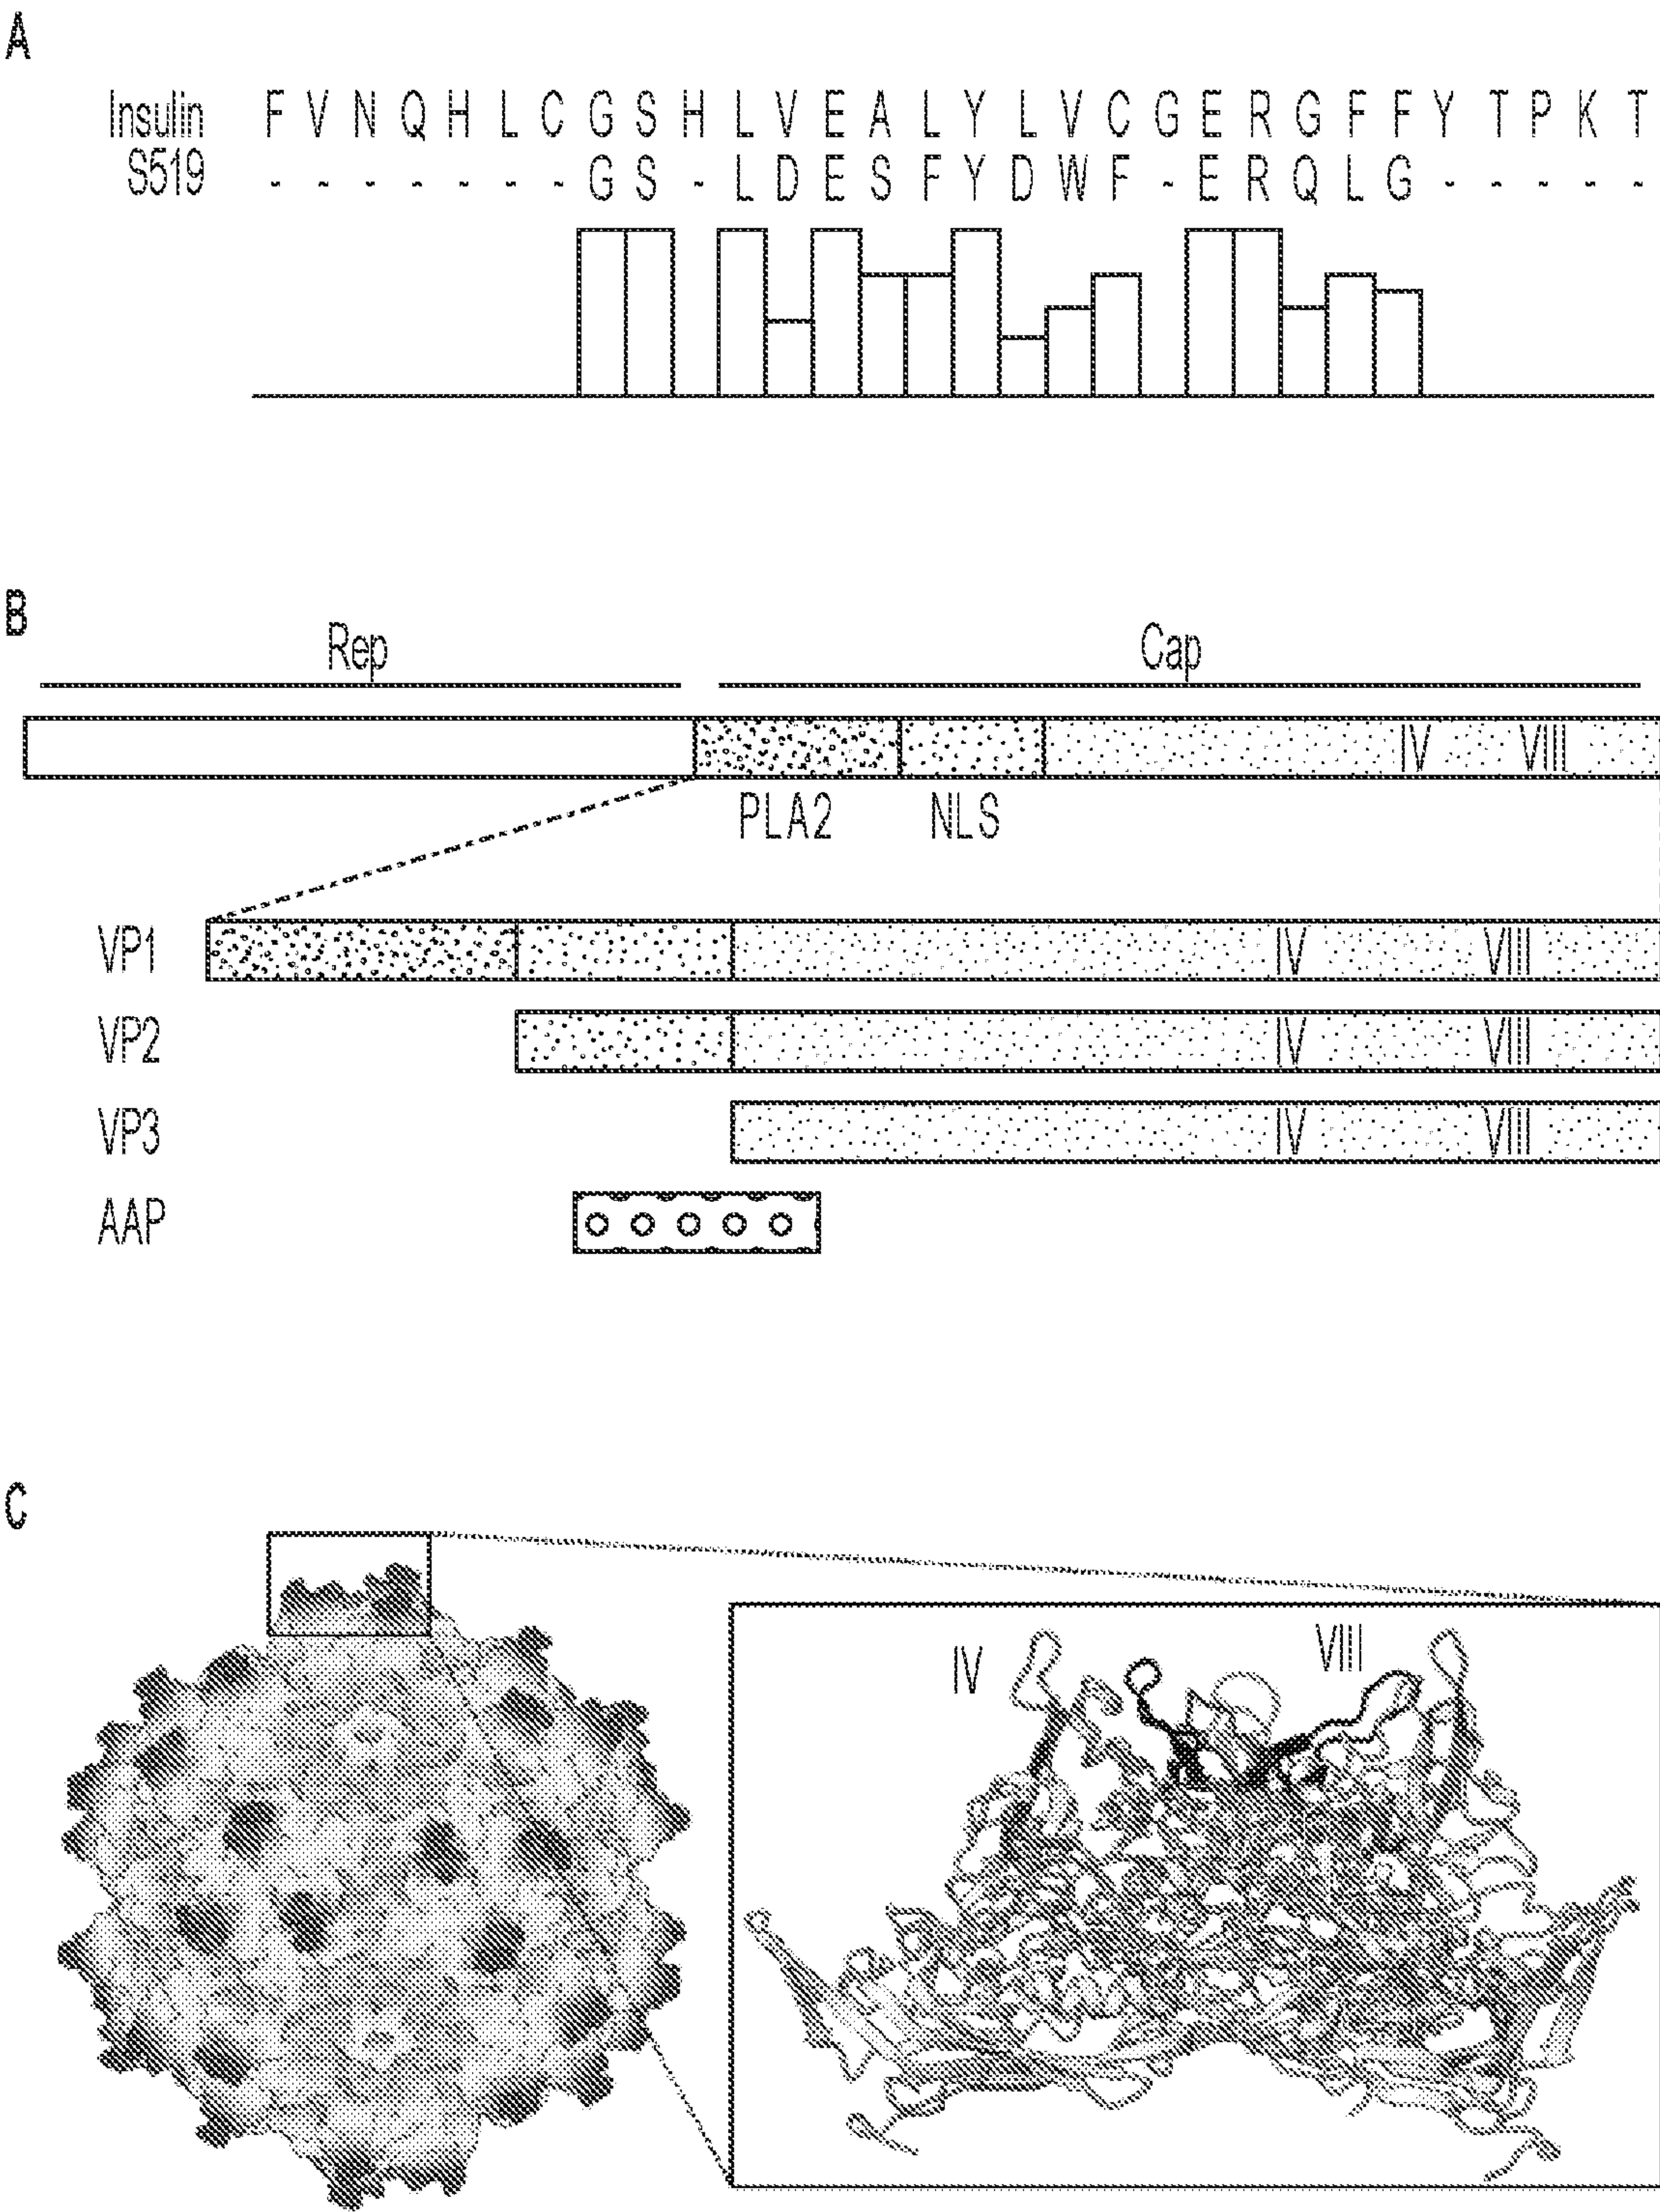 A
Insulin F V N Q H L C G S H L V E A L Y L V C G E R G F F Y T P K T
S519 - - - - - - - G S - L D E S F Y D W F - E R Q L G - - - - -
B
Rep Cap
IV VIII
PLA2 NLS
VP1 IV VIII
VP2 IV VIII
VP3 IV VIII
AAP
C
IV VIII